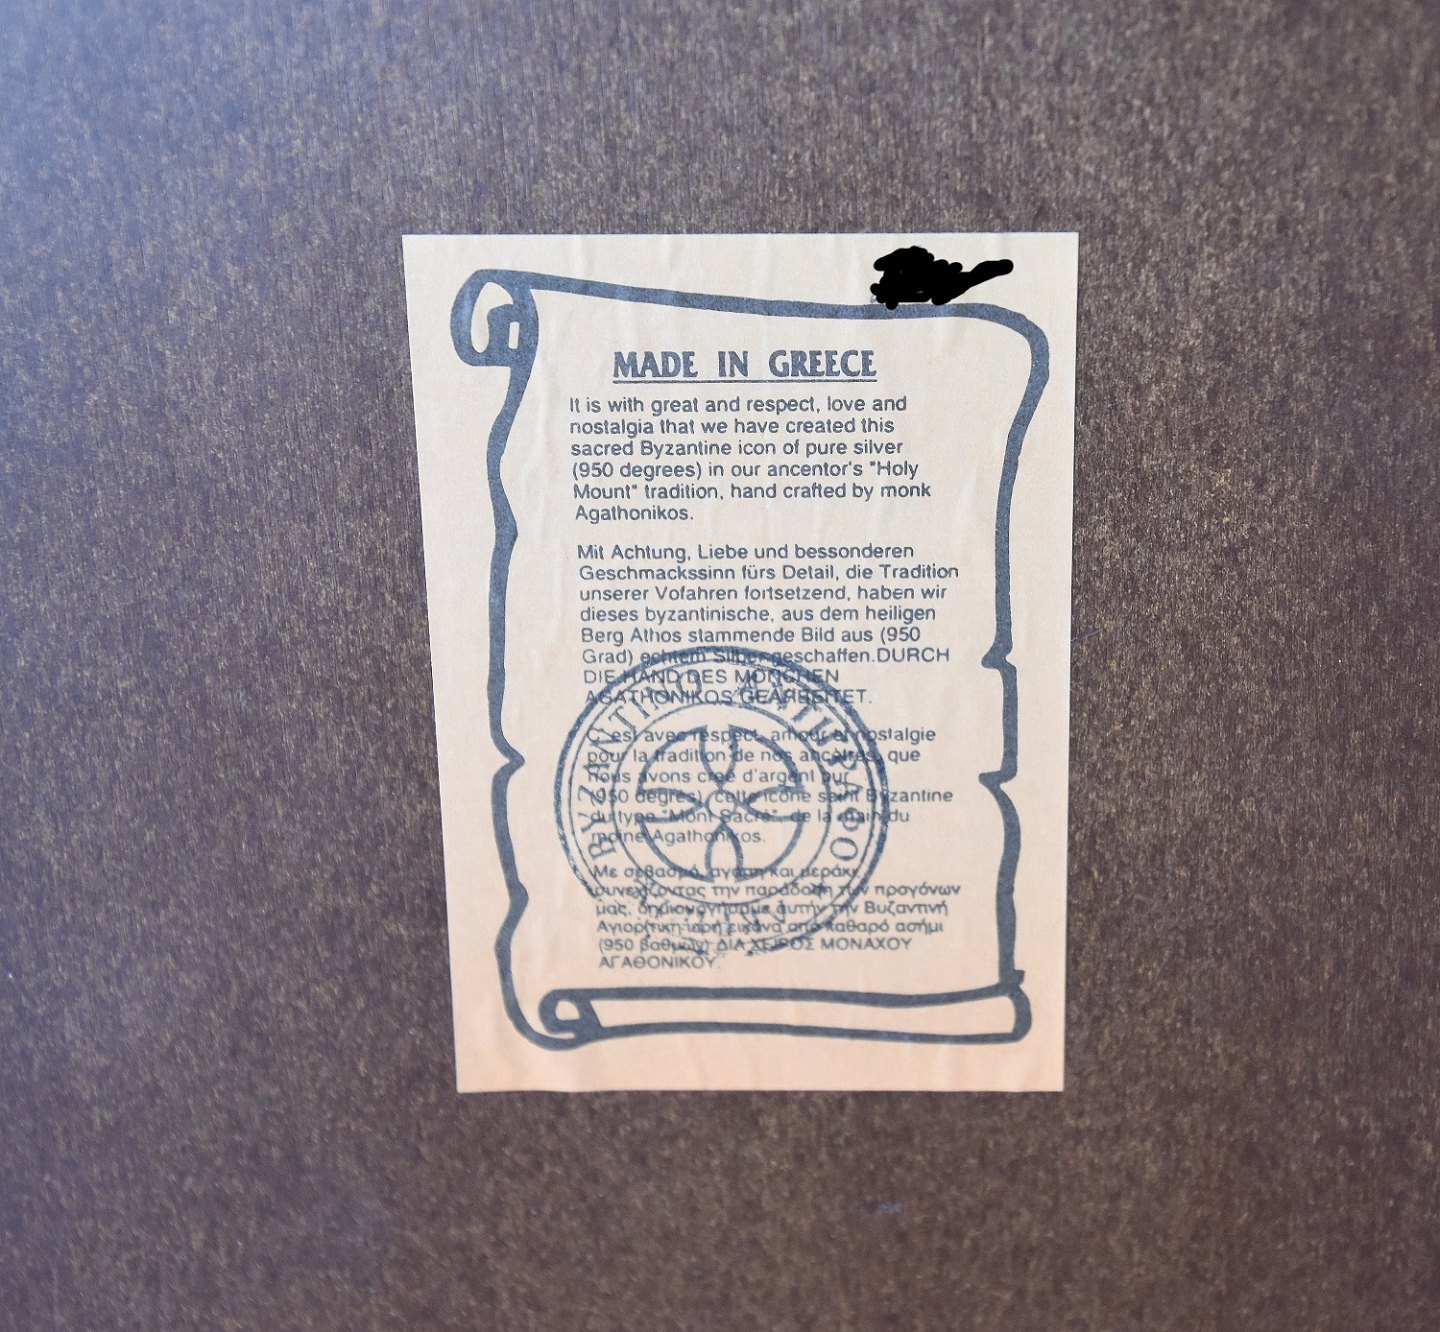 MADE IN GREECE
It is with great and respect, love and
nostalgia that we have created this
sacred Byzantine icon of pure silver
(950 degrees) in our ancentor's "Holy
Mount" tradition, hand crafted by monk
Agathonikos.
Mit Achtung, Liebe und bessonderen
Geschmackssinn fürs Detail, die Tradition
unserer Vofahren fortsetzend, haben wir
dieses byzantinische, aus dem heiligen
Berg Athos stammende Bild aus (950
Grad) echtem Silber geschaffen.DURCH
DIE HAND DES MÖNCHEN
AGATHONIKOS GEARBEITET.
C'est avec respect, amour et nostalgie
pour la tradition de nos ancêtres, que
nous avons crée d'argent pur
(950 degrés), cette icône saint Byzantine
du type "Mont Sacré", de la main du
moine Agathonikos.
Με σεβασμό, αγάπη και μεράκι,
συνεχίζοντας την παράδοση των προγόνων
μας, δημιουργήσαμε αυτήν την Βυζαντινή
Αγιορίτικη ιερή εικόνα από καθαρό ασήμι
(950 βαθμών) ΔΙΑ ΧΕΙΡΟΣ ΜΟΝΑΧΟΥ
ΑΓΑΘΟΝΙΚΟΥ.
ΒΥΖΑΝΤΙΝΟ